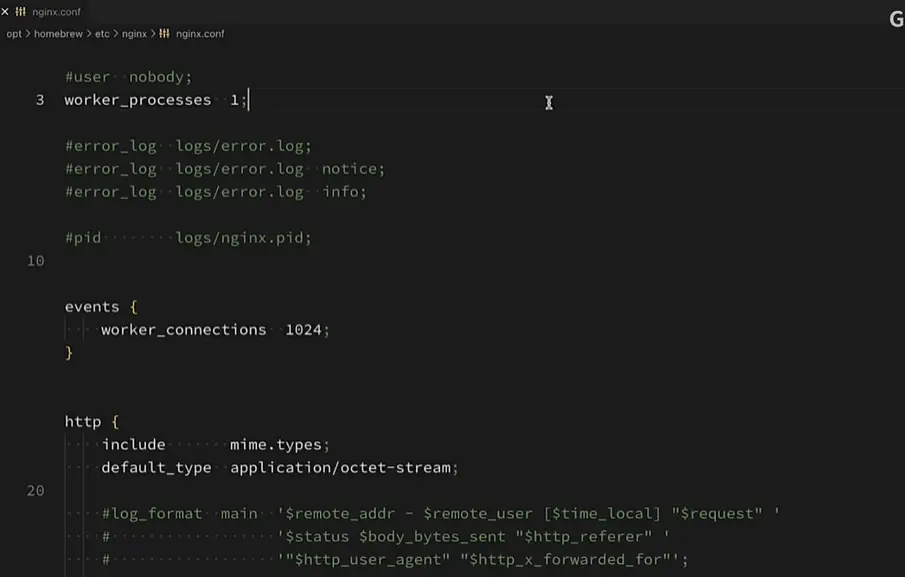 nginx.conf
G
opt > homebrew > etc > nginx > nginx.conf
#user nobody;
3 worker_processes 1;
#error_log logs/error.log;
#error_log logs/error.log notice;
#error_log logs/error.log info;
#pid logs/nginx.pid;
10
events {
worker_connections 1024;
}
http {
include mime.types;
default_type application/octet-stream;
20
#log_format main '$remote_addr - $remote_user [$time_local] "$request" '
# '$status $body_bytes_sent "$http_referer" '
# '"$http_user_agent" "$http_x_forwarded_for"';